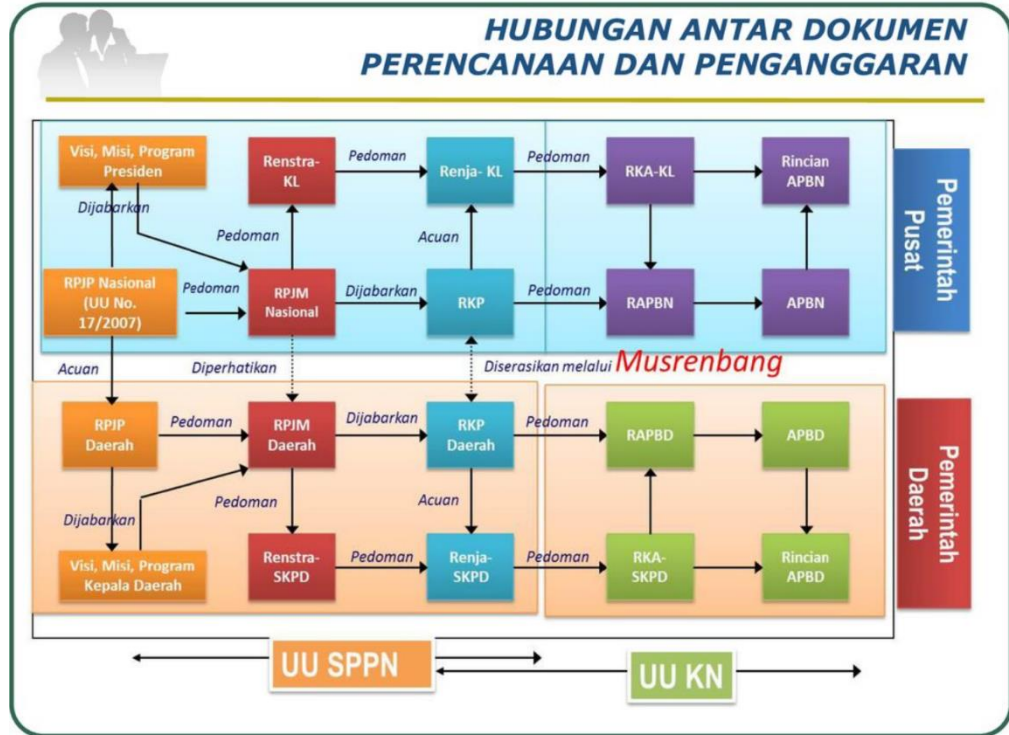 HUBUNGAN ANTAR DOKUMEN
PERENCANAAN DAN PENGANGGARAN
Visi, Misi, Program
Presiden
Renstra-
KL
Pedoman
Renja- KL
Pedoman
RKA-KL
Rincian
APBN
Dijabarkan
Pedoman
Acuan
RPJP Nasional
(UU No.
17/2007)
Pedoman
RPJM
Nasional
Dijabarkan
RKP
Pedoman
RAPBN
APBN
Pemerintah
Pusat
Acuan
Diperhatikan
Diserasikan melalui Musrenbang
RPJP
Daerah
Pedoman
RPJM
Daerah
Dijabarkan
RKP
Daerah
Pedoman
RAPBD
APBD
Dijabarkan
Pedoman
Acuan
Visi, Misi, Program
Kepala Daerah
Renstra-
SKPD
Pedoman
Renja-
SKPD
Pedoman
RKA-
SKPD
Rincian
APBD
Pemerintah
Daerah
UU SPPN
UU KN